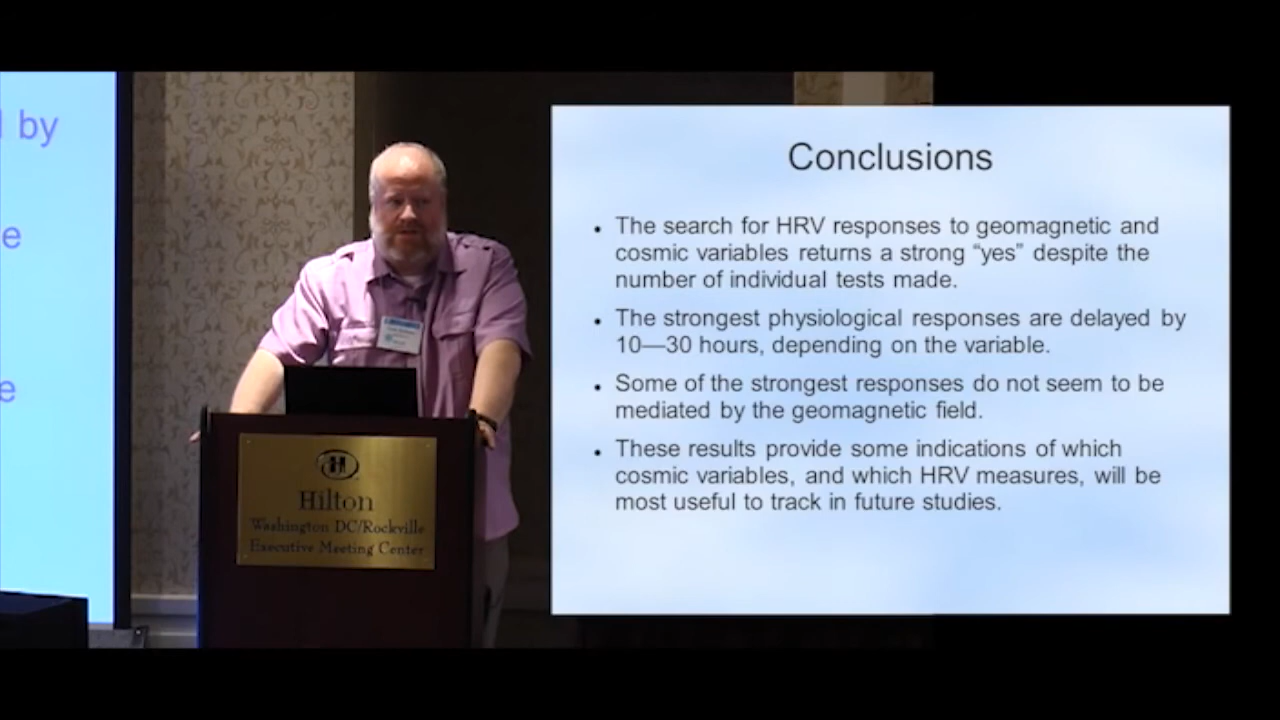 l by
e
e
Hilton
Washington DC/Rockville
Executive Meeting Center
Conclusions
• The search for HRV responses to geomagnetic and
cosmic variables returns a strong “yes” despite the
number of individual tests made.
• The strongest physiological responses are delayed by
10—30 hours, depending on the variable.
• Some of the strongest responses do not seem to be
mediated by the geomagnetic field.
• These results provide some indications of which
cosmic variables, and which HRV measures, will be
most useful to track in future studies.